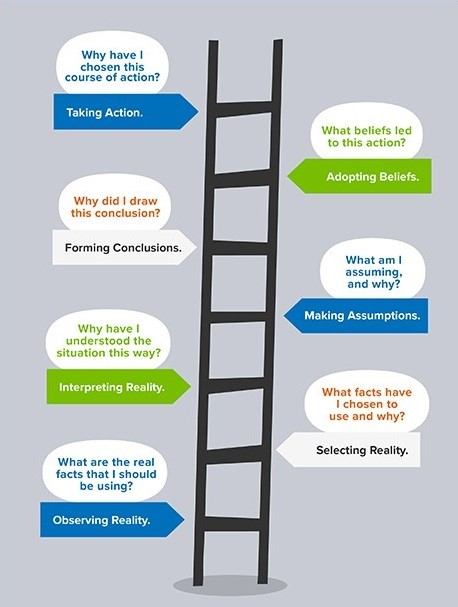 Why have I
chosen this
course of action?
Taking Action.
What beliefs led
to this action?
Adopting Beliefs.
Why did I draw
this conclusion?
Forming Conclusions.
What am I
assuming,
and why?
Making Assumptions.
Why have I
understood the
situation this way?
Interpreting Reality.
What facts have
I chosen to
use and why?
Selecting Reality.
What are the real
facts that I should
be using?
Observing Reality.